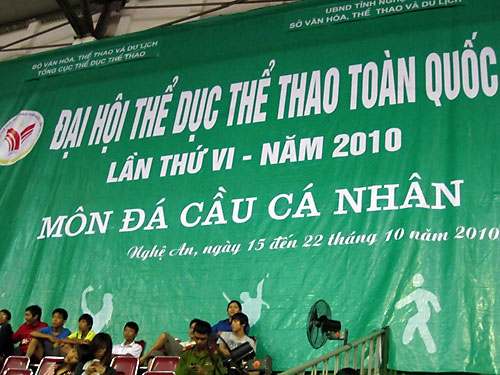 SỞ VĂN HÓA, THỂ THAO VÀ DU LỊCH
TỔNG CỤC THỂ DỤC THỂ THAO
UBND TỈNH NGHỆ
SỞ VĂN HÓA, THỂ THAO VÀ DU LỊCH
ĐẠI HỘI THỂ DỤC THỂ THAO TOÀN QUỐC
LẦN THỨ VI - NĂM 2010
MÔN ĐÁ CẦU CÁ NHÂN
Nghệ An, ngày 15 đến 22 tháng 10 năm 2010